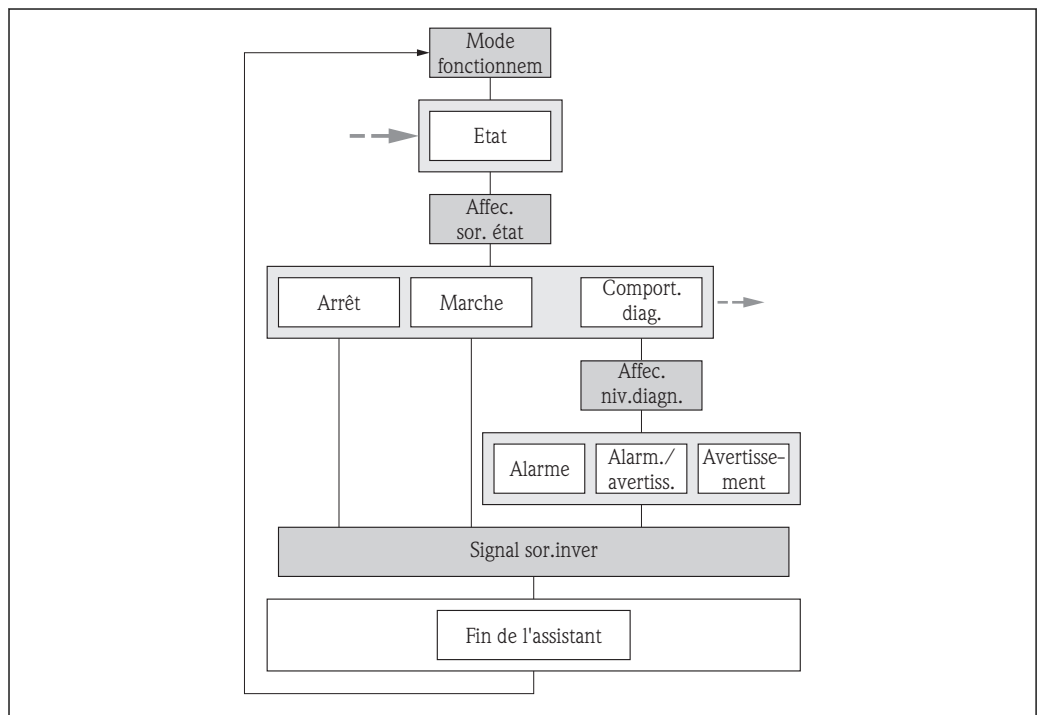 Mode
fonctionnem
Etat
Affec.
sor. état
Arrêt
Marche
Comport.
diag.
Affec.
niv.diagn.
Alarme
Alarm./
avertiss.
Avertisse-
ment
Signal sor.inver
Fin de l'assistant